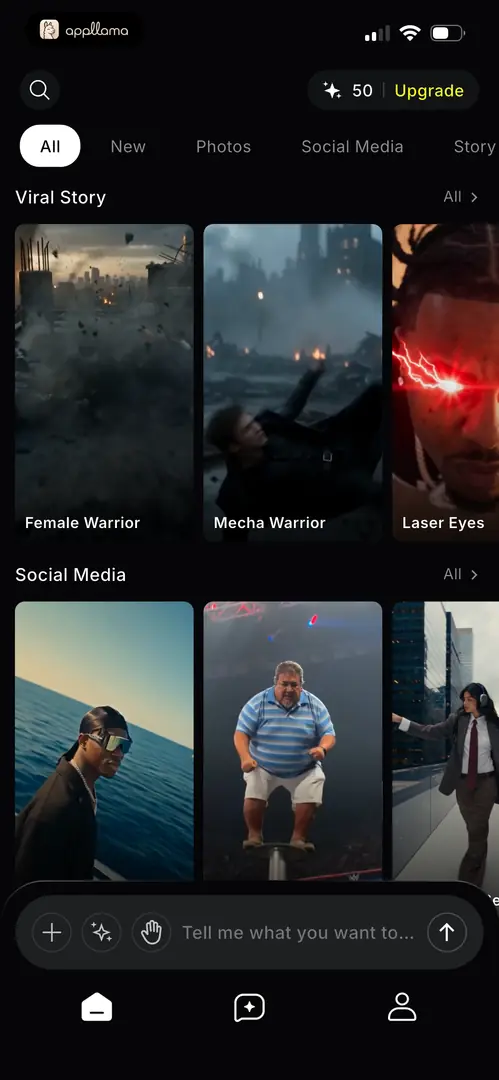 appllama
50 Upgrade
All New Photos Social Media Story
Viral Story All
Female Warrior Mecha Warrior Laser Eyes
Social Media All
Tell me what you want to...